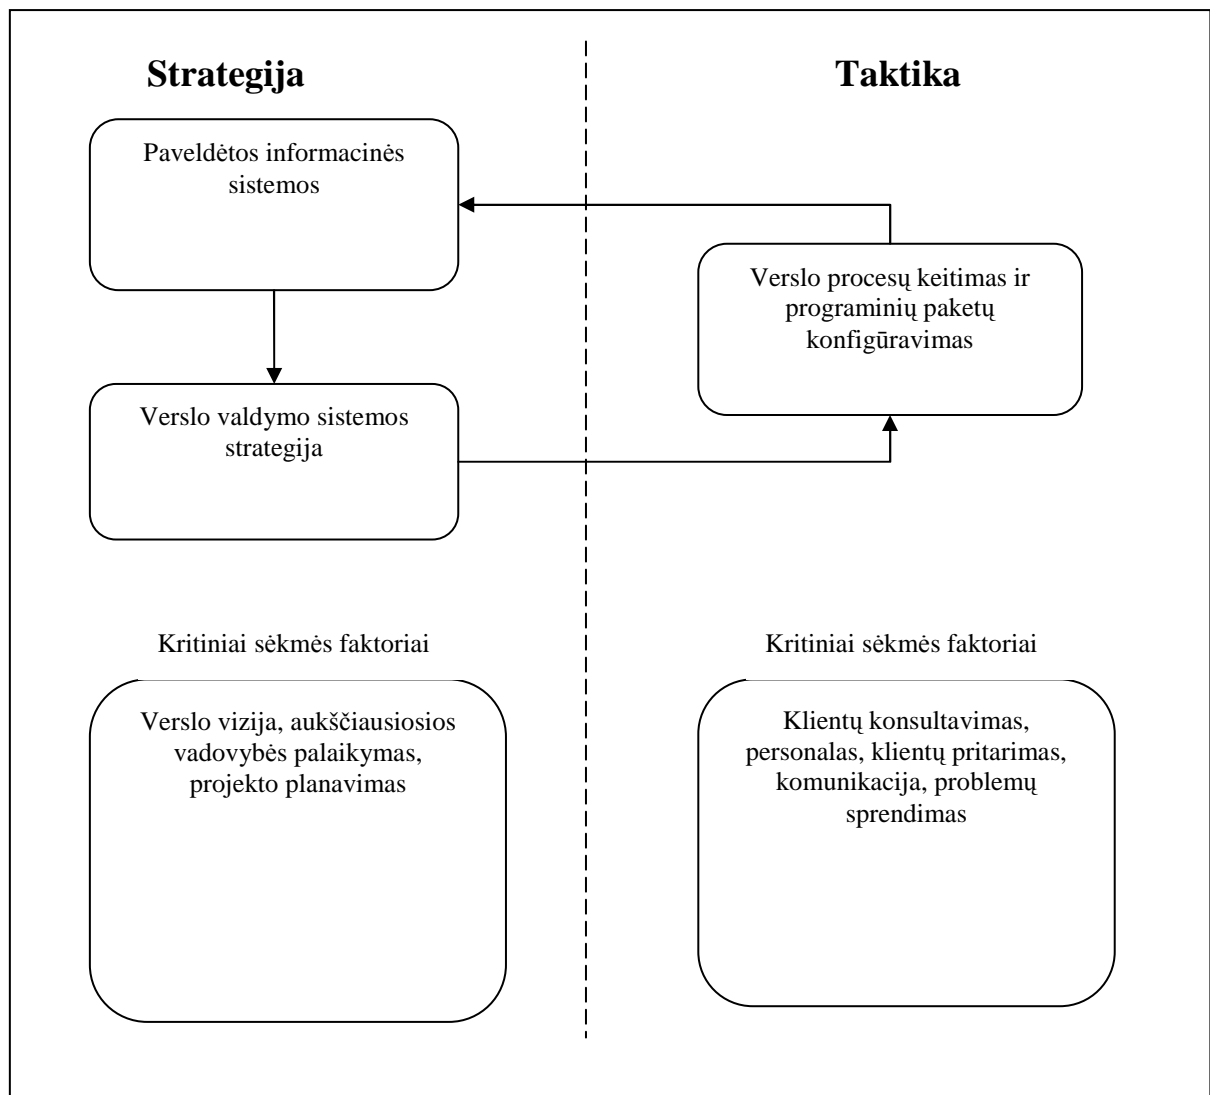 Strategija
Taktika
Paveldėtos informacinės
sistemos
Verslo procesų keitimas ir
programinių paketų
konfigūravimas
Verslo valdymo sistemos
strategija
Kritiniai sėkmės faktoriai
Kritiniai sėkmės faktoriai
Verslo vizija, aukščiausiosios
vadovybės palaikymas,
projekto planavimas
Klientų konsultavimas,
personalas, klientų pritarimas,
komunikacija, problemų
sprendimas